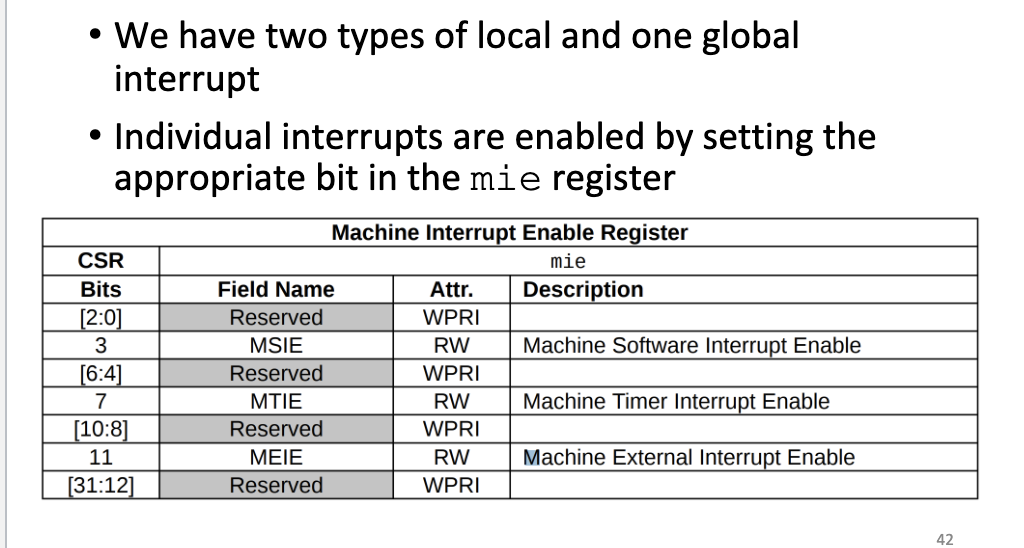 • We have two types of local and one global
interrupt
• Individual interrupts are enabled by setting the
appropriate bit in the mie register
Machine Interrupt Enable Register
CSR mie
Bits Field Name Attr. Description
[2:0] Reserved WPRI
3 MSIE RW Machine Software Interrupt Enable
[6:4] Reserved WPRI
7 MTIE RW Machine Timer Interrupt Enable
[10:8] Reserved WPRI
11 MEIE RW Machine External Interrupt Enable
[31:12] Reserved WPRI
42